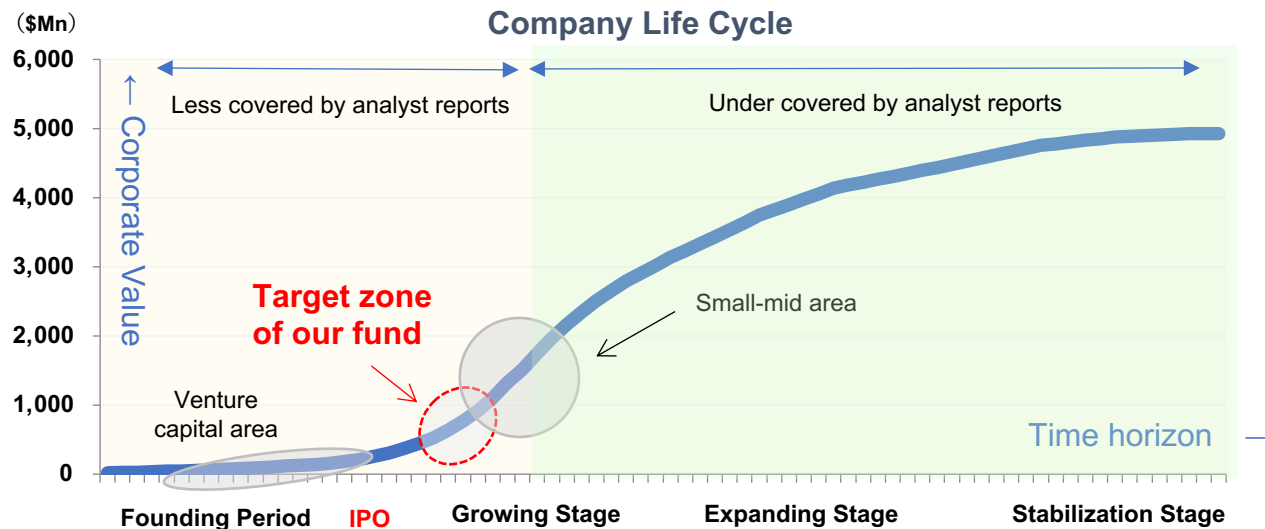 ($Mn)
Company Life Cycle
6,000
5,000
4,000
3,000
2,000
1,000
0
← Corporate Value
Less covered by analyst reports
Under covered by analyst reports
Target zone
of our fund
Small-mid area
Venture
capital area
Time horizon →
Founding Period
IPO
Growing Stage
Expanding Stage
Stabilization Stage